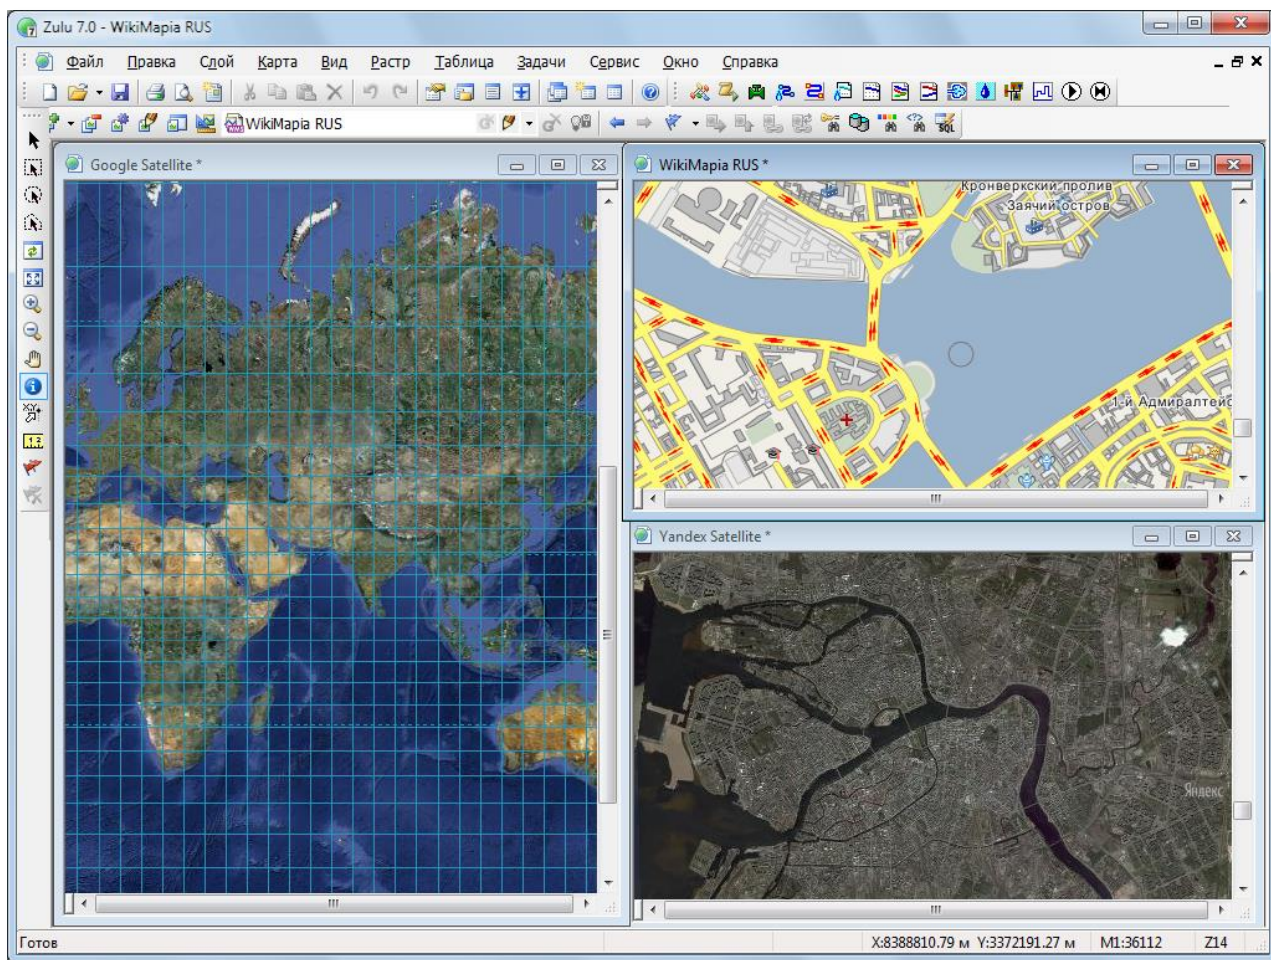 Zulu 7.0 - WikiMapia RUS
Файл Правка Слой Карта Вид Растр Таблица Задачи Сервис Окно Справка
WikiMapia RUS
SQL
Google Satellite *
WikiMapia RUS *
Кронверкский пролив
Заячий остров
1-й Адмиралтейс
Yandex Satellite *
Яндекс
Готов
X:8388810.79 м Y:3372191.27 м M1:36112 Z14